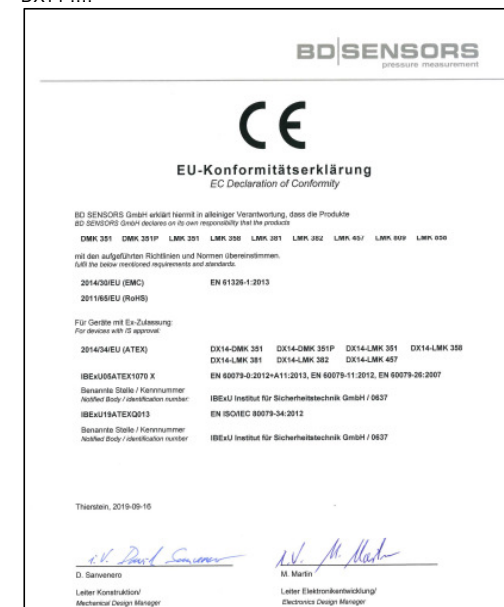 BD|SENSORS
pressure measurement
CE
EU-Konformitätserklärung
EC Declaration of Conformity
BD SENSORS GmbH erklärt hiermit in alleiniger Verantwortung, dass die Produkte
BD SENSORS GmbH declares on its own responsibility that the products
DMK 351 DMK 351P LMK 351 LMK 358 LMK 381 LMK 382 LMK 457 LMK 809 LMK 858
mit den aufgeführten Richtlinien und Normen übereinstimmen.
fulfil the below mentioned requirements and standards.
2014/30/EU (EMC) EN 61326-1:2013
2011/65/EU (RoHS)
Für Geräte mit Ex-Zulassung:
For devices with IS approval:
2014/34/EU (ATEX) DX14-DMK 351 DX14-DMK 351P DX14-LMK 351 DX14-LMK 358
DX14-LMK 381 DX14-LMK 382 DX14-LMK 457
IBExU05ATEX1070 X EN 60079-0:2012+A11:2013, EN 60079-11:2012, EN 60079-26:2007
Benannte Stelle / Kennnummer
Notified Body / identification number: IBExU Institut für Sicherheitstechnik GmbH / 0637
IBExU19ATEXQ013 EN ISO/IEC 80079-34:2012
Benannte Stelle / Kennnummer
Notified Body / identification number IBExU Institut für Sicherheitstechnik GmbH / 0637
Thierstein, 2019-09-16
i.V. David Sanvenero i.V. M. Martin
D. Sanvenero M. Martin
Leiter Konstruktion/ Leiter Elektronikentwicklung/
Mechanical Design Manager Electronics Design Manager